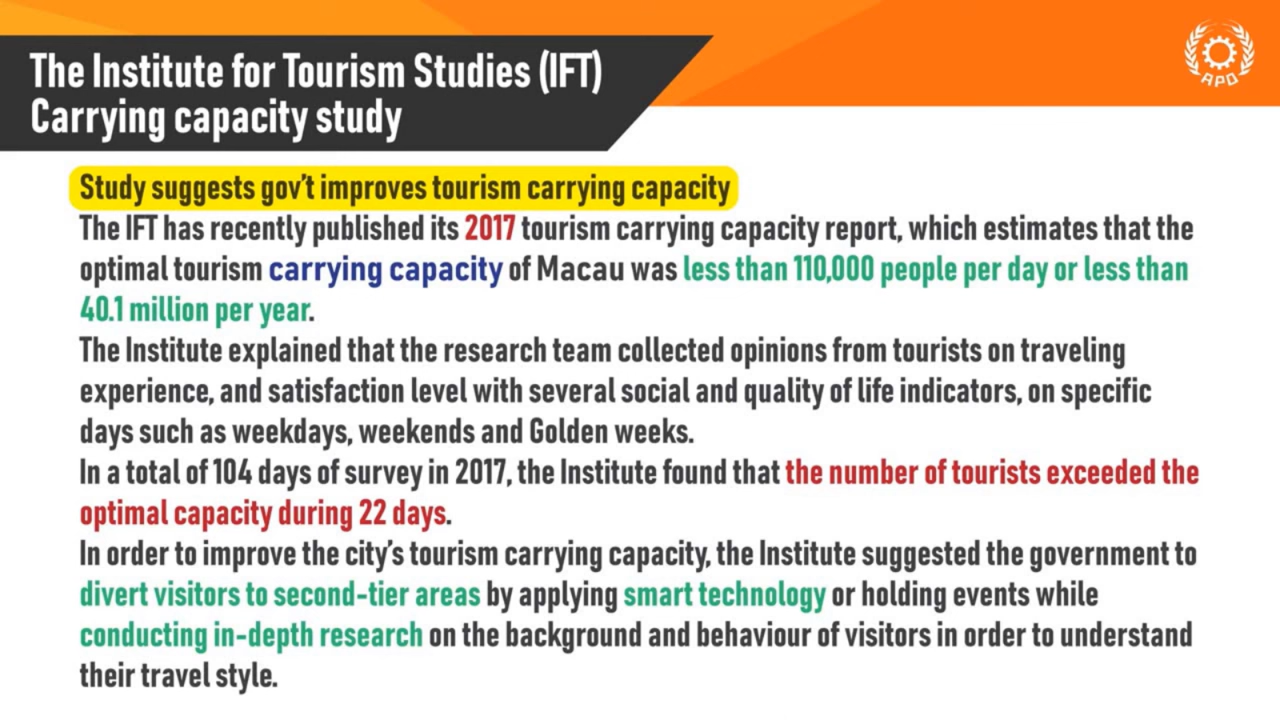 The Institute for Tourism Studies (IFT)
Carrying capacity study
APO
Study suggests gov't improves tourism carrying capacity
The IFT has recently published its 2017 tourism carrying capacity report, which estimates that the
optimal tourism carrying capacity of Macau was less than 110,000 people per day or less than
40.1 million per year.
The Institute explained that the research team collected opinions from tourists on traveling
experience, and satisfaction level with several social and quality of life indicators, on specific
days such as weekdays, weekends and Golden weeks.
In a total of 104 days of survey in 2017, the Institute found that the number of tourists exceeded the
optimal capacity during 22 days.
In order to improve the city's tourism carrying capacity, the Institute suggested the government to
divert visitors to second-tier areas by applying smart technology or holding events while
conducting in-depth research on the background and behaviour of visitors in order to understand
their travel style.